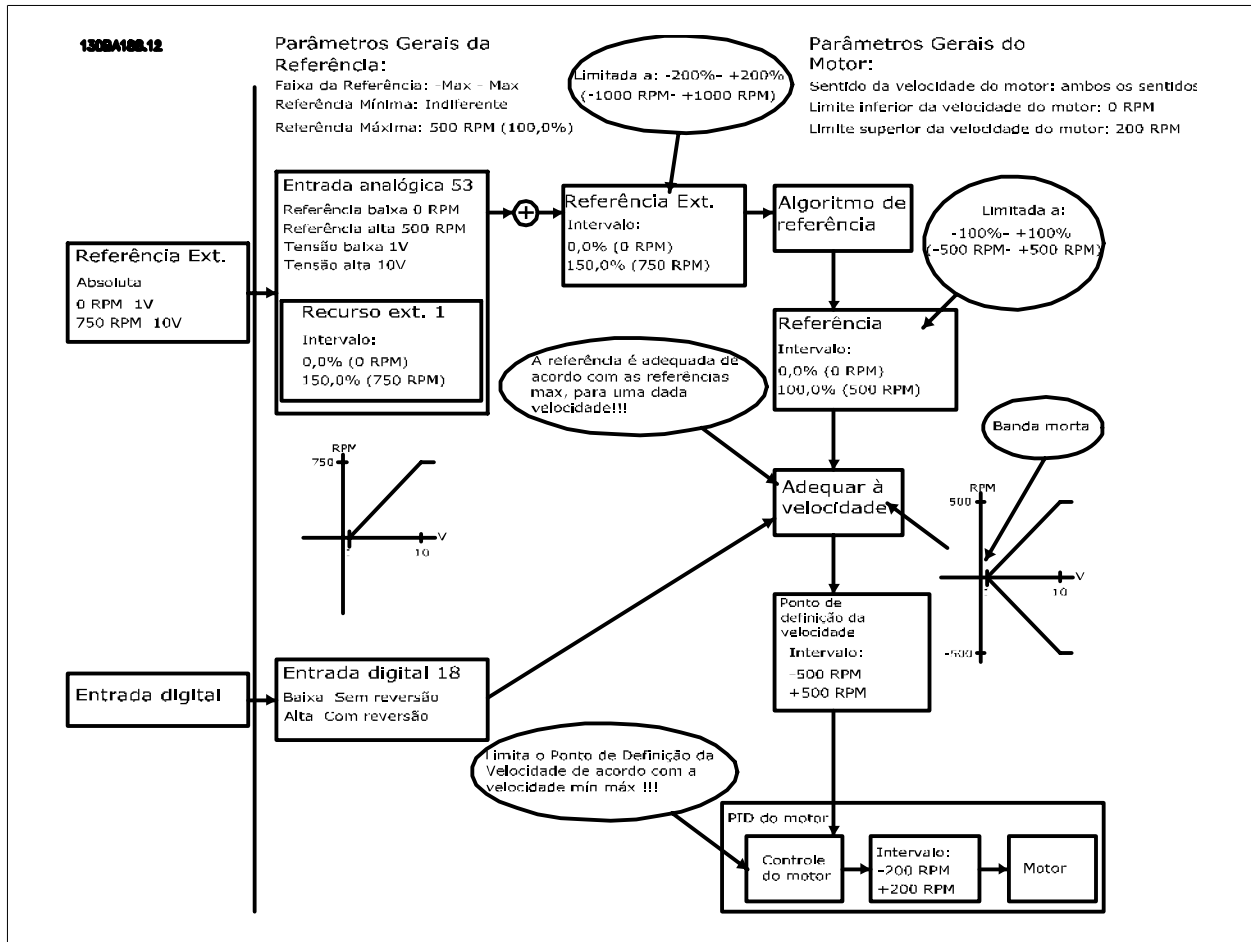 130BA188.12
Parâmetros Gerais da
Referência:
Faixa da Referência: -Max - Max
Referência Mínima: Indiferente
Referência Máxima: 500 RPM (100,0%)
Limitada a: -200%- +200%
(-1000 RPM- +1000 RPM)
Parâmetros Gerais do
Motor:
Sentido da velocidade do motor: ambos os sentidos
Limite inferior da velocidade do motor: 0 RPM
Limite superior da velocidade do motor: 200 RPM
Referência Ext.
Absoluta
0 RPM 1V
750 RPM 10V
Entrada analógica 53
Referência baixa 0 RPM
Referência alta 500 RPM
Tensão baixa 1V
Tensão alta 10V
Recurso ext. 1
Intervalo:
0,0% (0 RPM)
150,0% (750 RPM)
Referência Ext.
Intervalo:
0,0% (0 RPM)
150,0% (750 RPM)
Algoritmo de
referência
Limitada a:
-100%- +100%
(-500 RPM- +500 RPM)
Referência
Intervalo:
0,0% (0 RPM)
100,0% (500 RPM)
A referência é adequada de
acordo com as referências
max, para uma dada
velocidade!!!
Banda morta
RPM
750
V
10
Adequar à
velocidade
RPM
500
V
10
-500
Ponto de
definição da
velocidade
Intervalo:
-500 RPM
+500 RPM
Entrada digital
Entrada digital 18
Baixa Sem reversão
Alta Com reversão
Limita o Ponto de Definição da
Velocidade de acordo com a
velocidade mín máx !!!
PTD do motor
Controle
do motor
Intervalo:
-200 RPM
+200 RPM
Motor